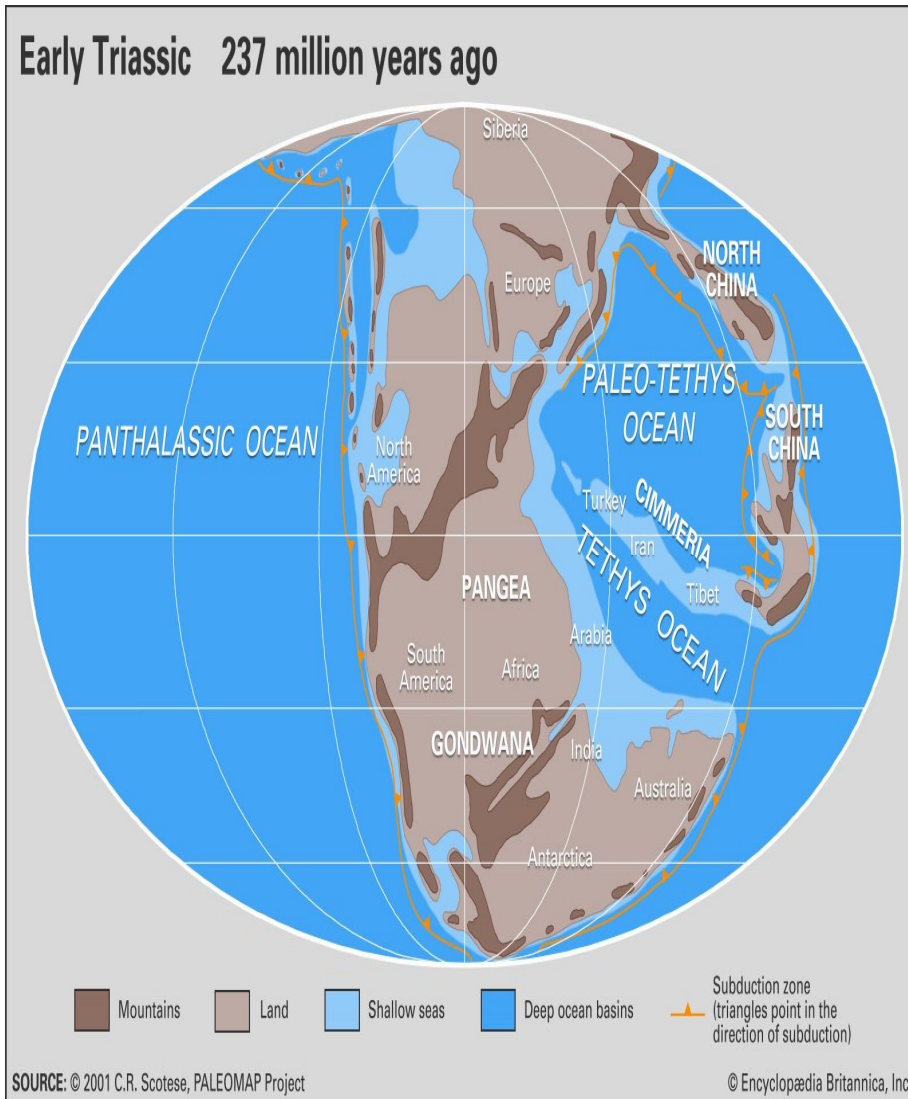 Early Triassic 237 million years ago
Siberia
NORTH
CHINA
Europe
PALEO-TETHYS
OCEAN
PANTHALASSIC OCEAN
North
America
SOUTH
CHINA
Turkey
CIMMERIA
Iran
TETHYS OCEAN
Tibet
PANGEA
Arabia
South
America
Africa
GONDWANA
India
Australia
Antarctica
Mountains
Land
Shallow seas
Deep ocean basins
Subduction zone
(triangles point in the
direction of subduction)
SOURCE: © 2001 C.R. Scotese, PALEOMAP Project
© Encyclopædia Britannica, Inc